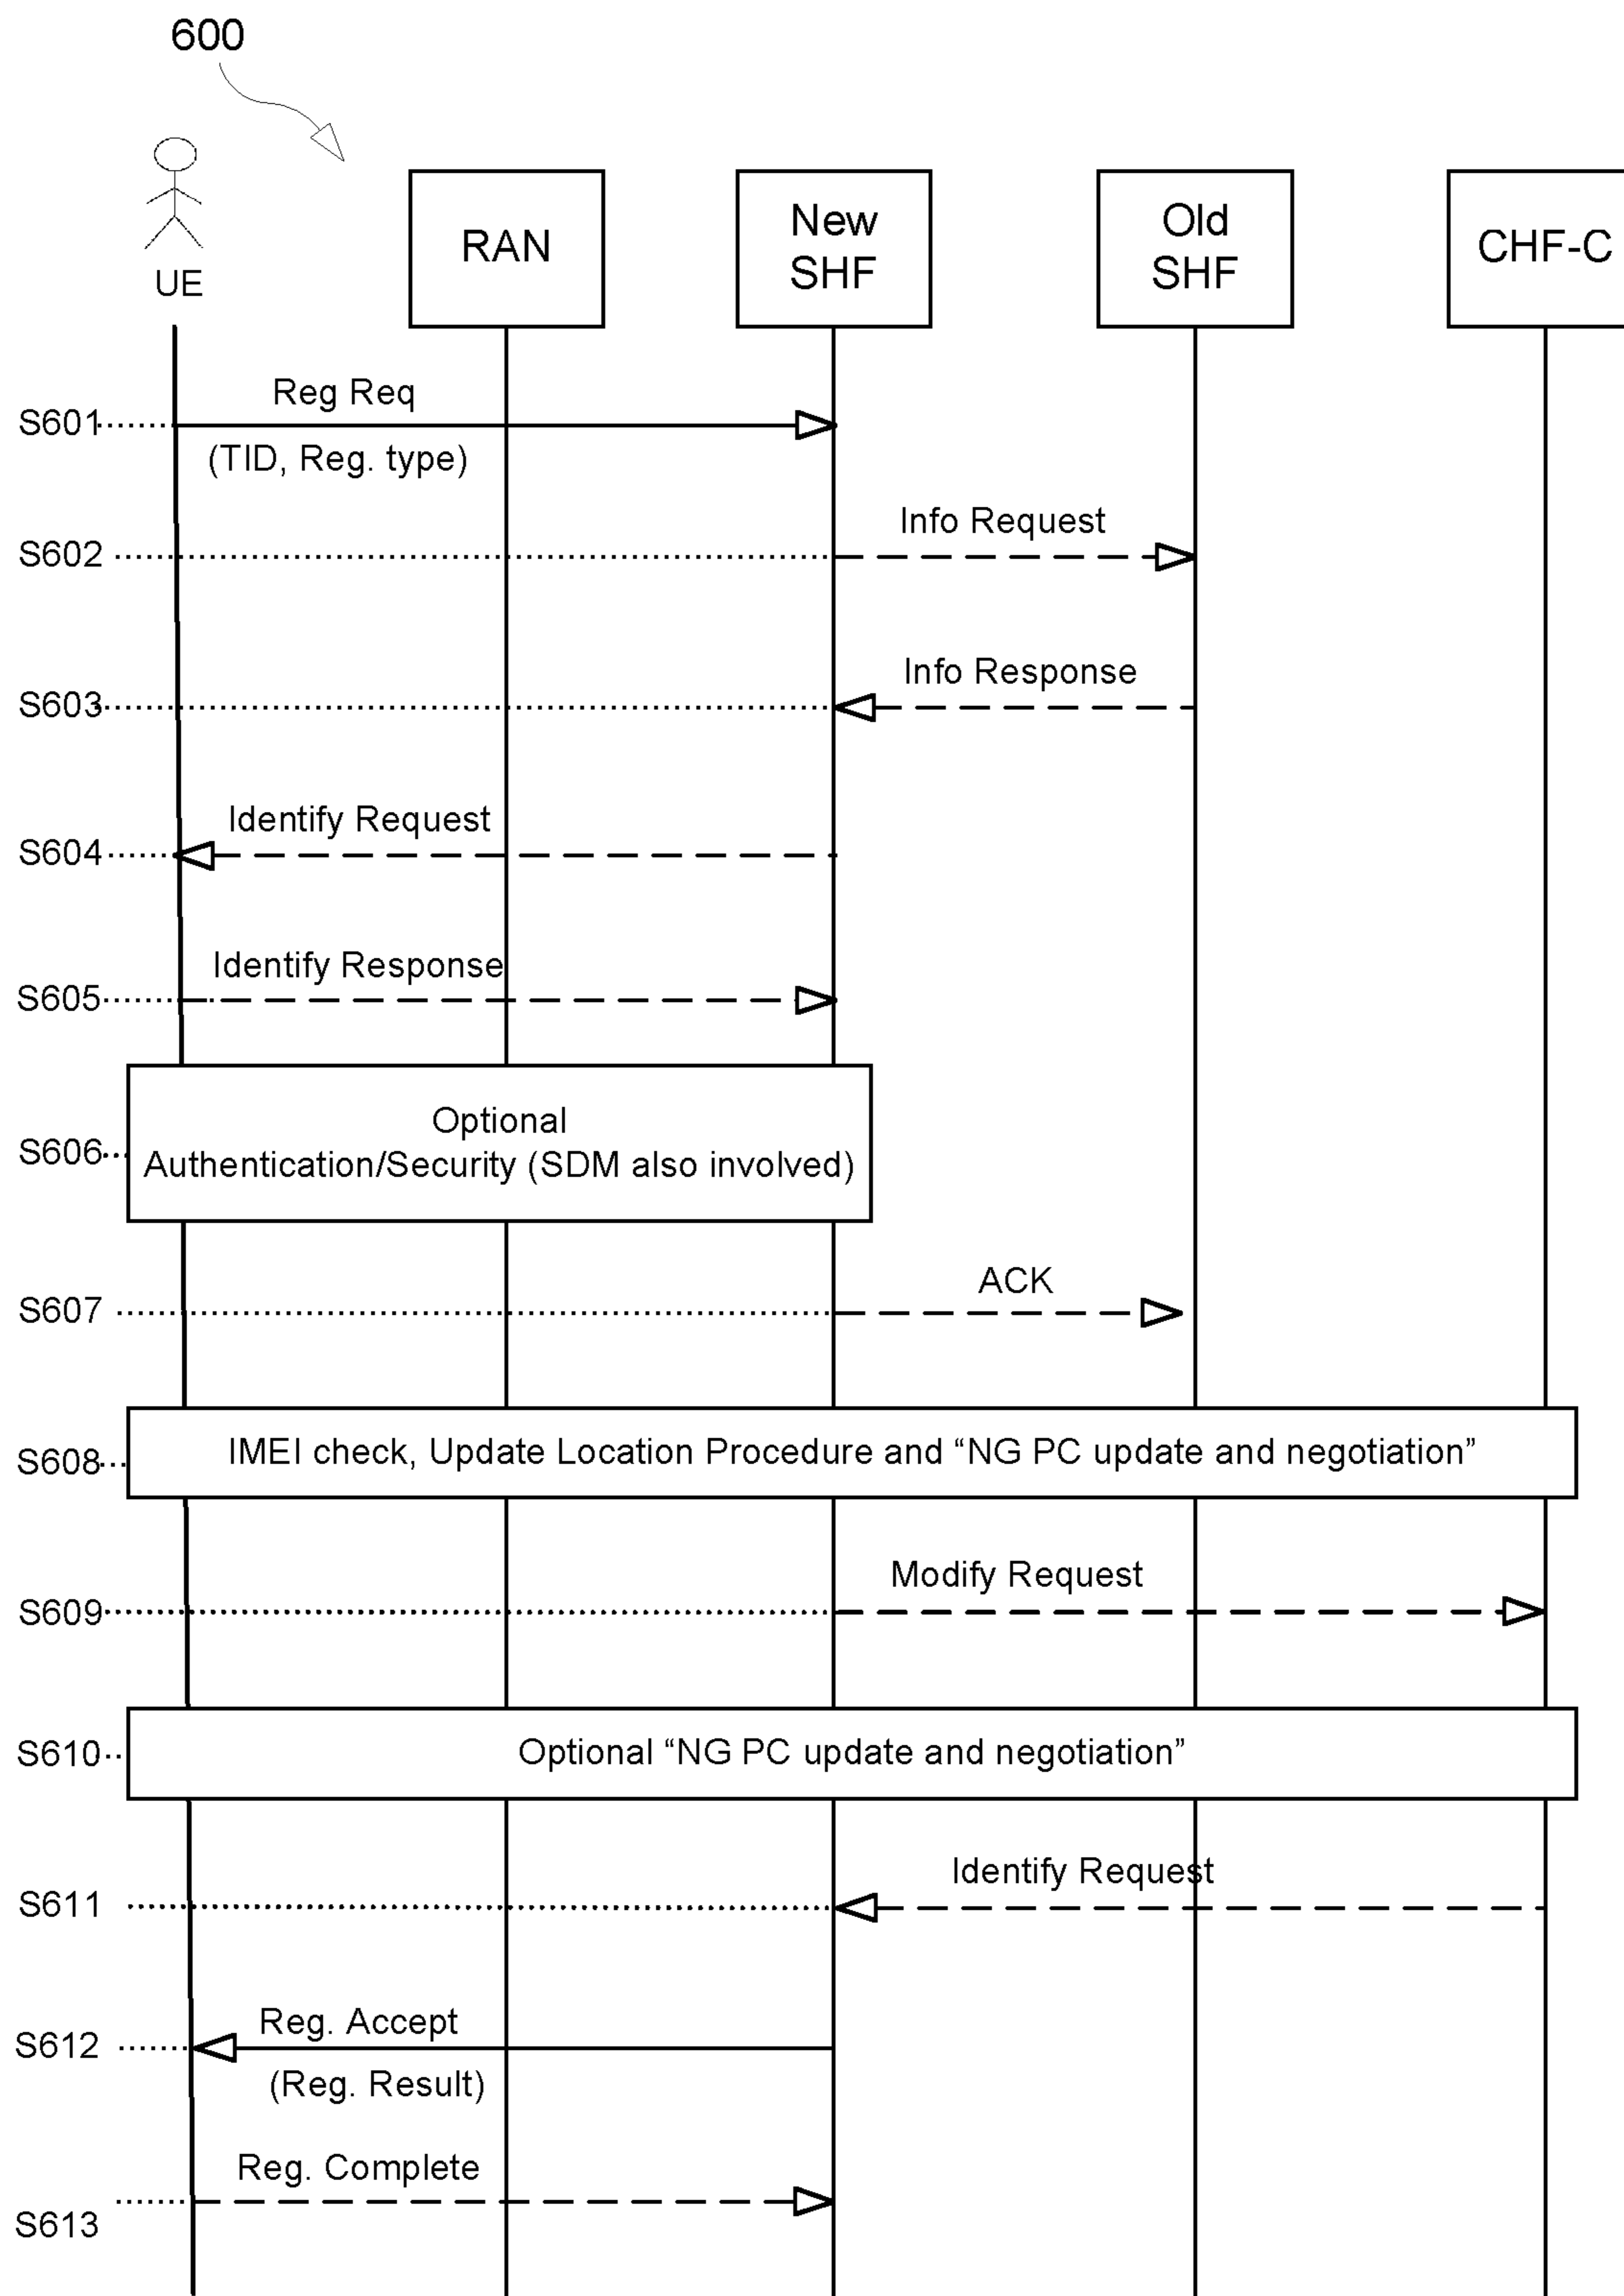 600
UE
RAN
New
SHF
Old
SHF
CHF-C
Reg Req
S601
(TID, Reg. type)
Info Request
S602
Info Response
S603
Identify Request
S604
Identify Response
S605
Optional
S606
Authentication/Security (SDM also involved)
ACK
S607
IMEI check, Update Location Procedure and “NG PC update and negotiation”
S608
Modify Request
S609
Optional “NG PC update and negotiation”
S610
Identify Request
S611
Reg. Accept
S612
(Reg. Result)
Reg. Complete
S613